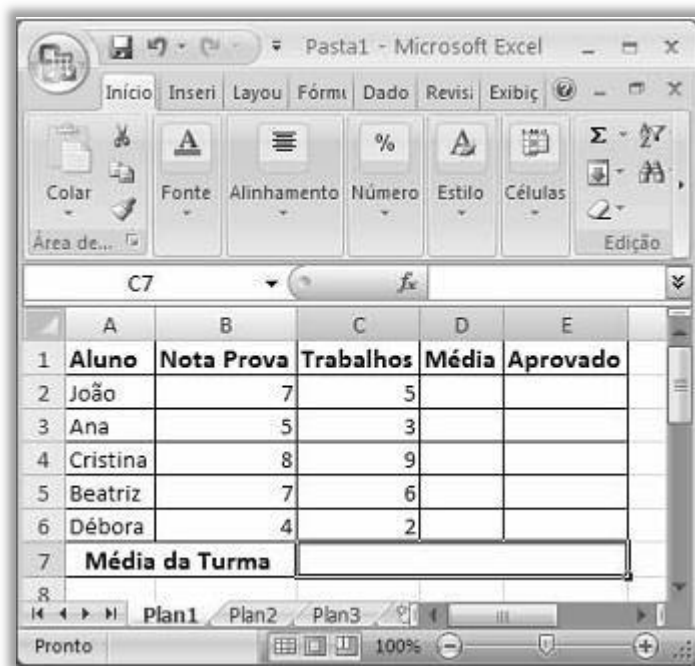 Pasta1 - Microsoft Excel
Início Inseri Layou Fórmu Dado Revisi Exibiç
Colar Fonte Alinhamento Número Estilo Células
Área de... Edição
C7 fx
A B C D E
1 Aluno Nota Prova Trabalhos Média Aprovado
2 João 7 5
3 Ana 5 3
4 Cristina 8 9
5 Beatriz 7 6
6 Débora 4 2
7 Média da Turma
8
Plan1 Plan2 Plan3
Pronto 100%